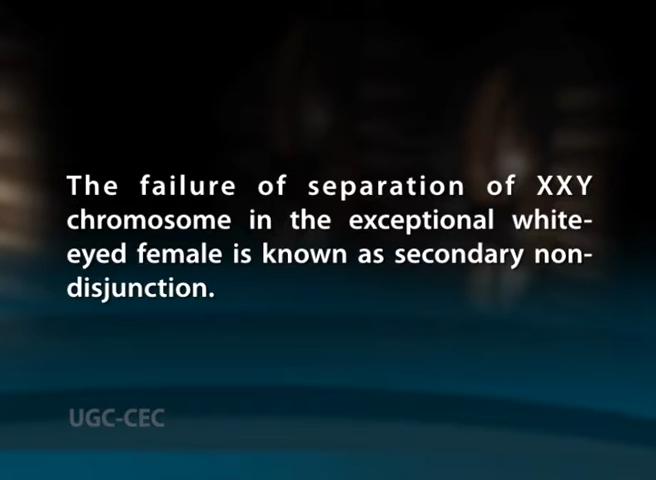 The failure of separation of XXY
chromosome in the exceptional white-
eyed female is known as secondary non-
disjunction.
UGC-CEC